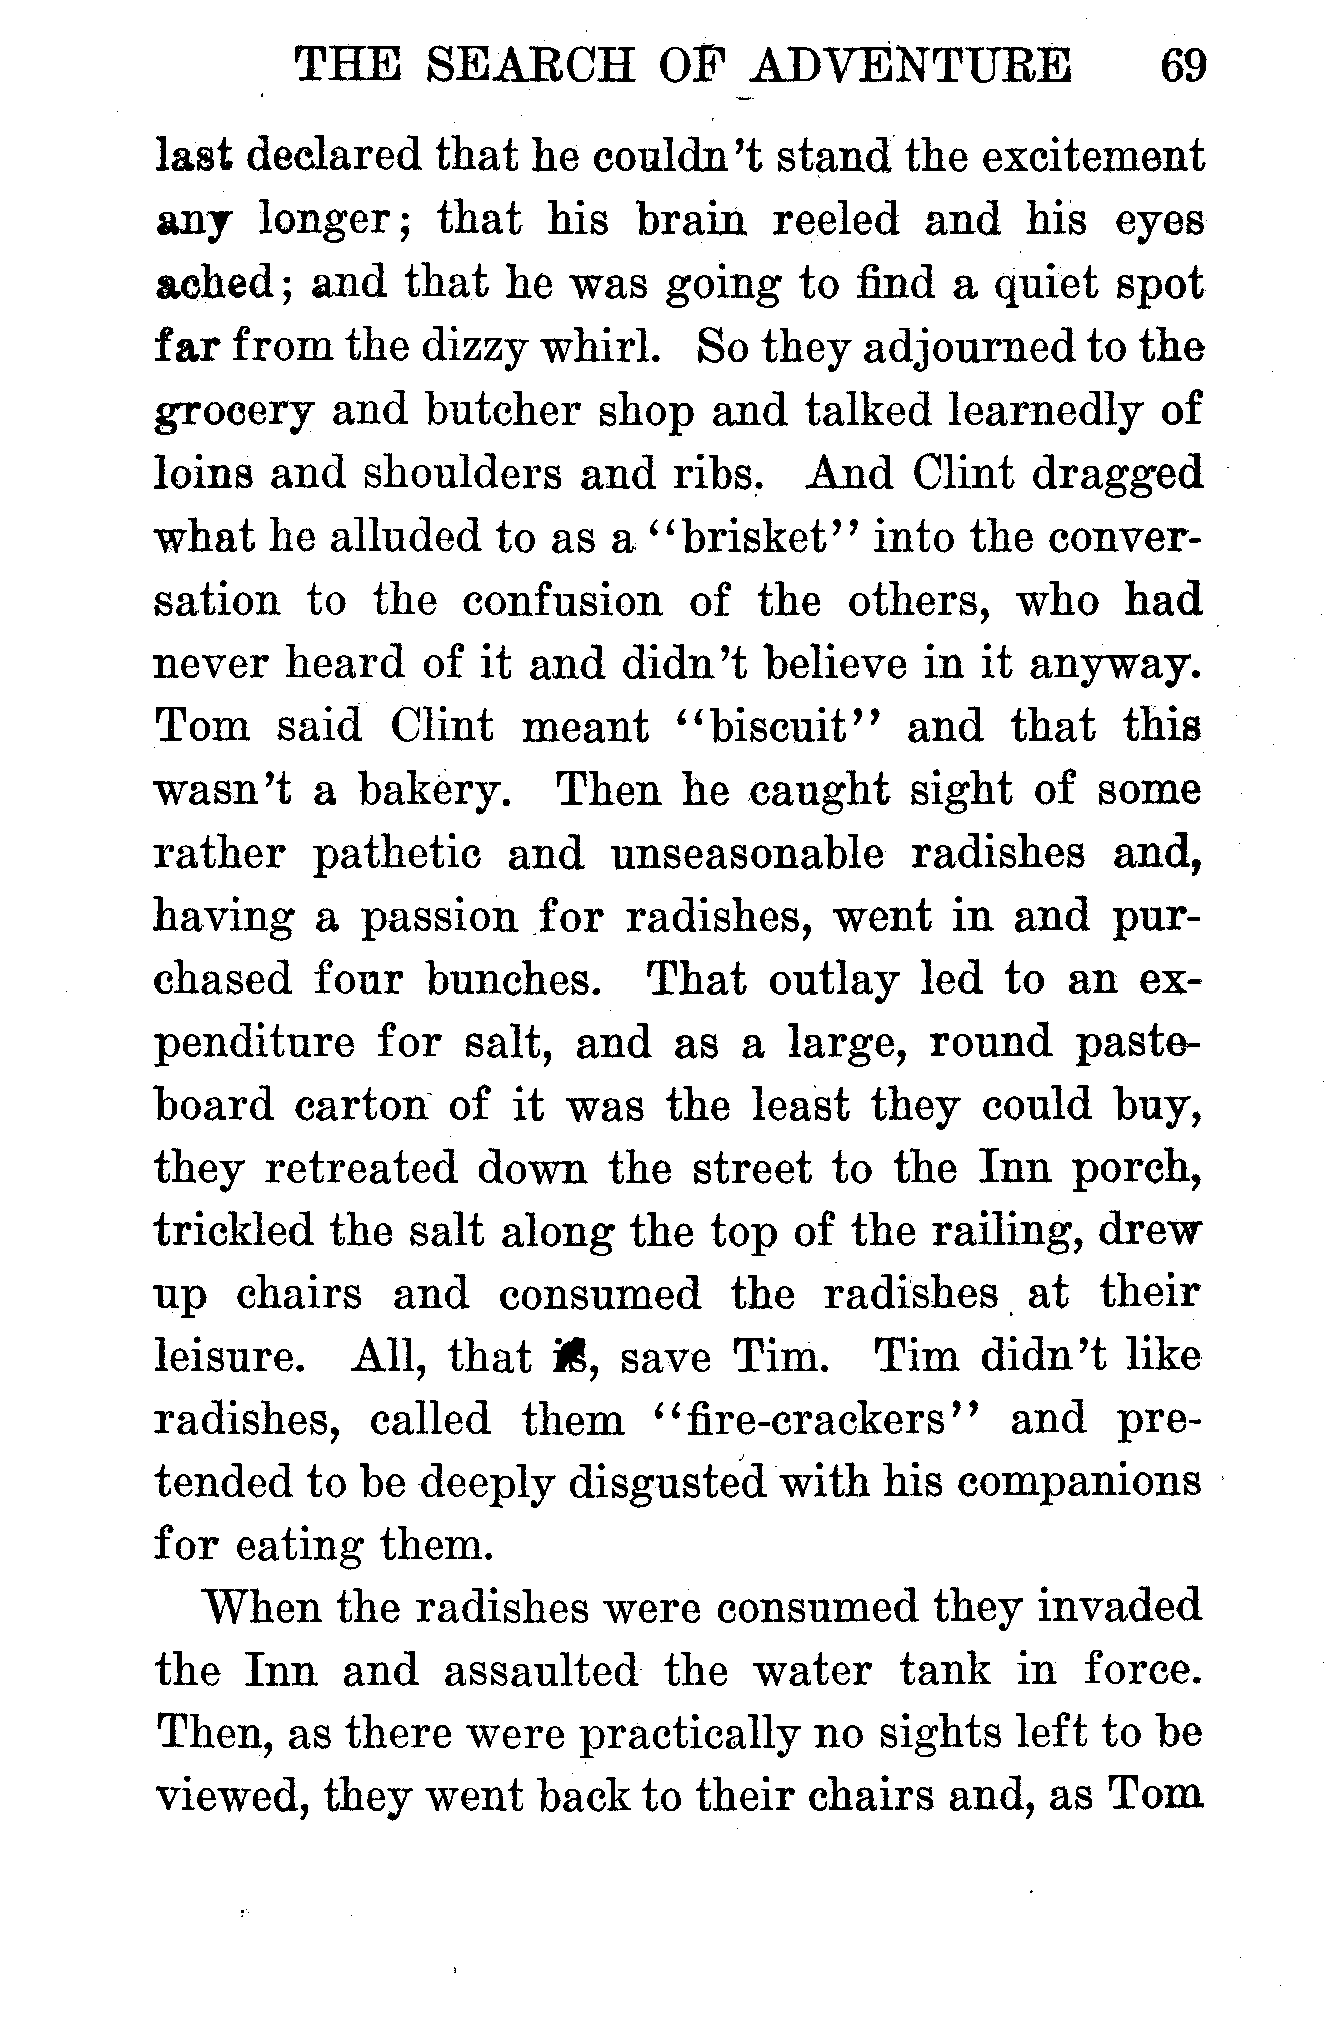 THE SEARCH OF ADVENTURE 69
last declared that he couldn't stand the excitement
any longer; that his brain reeled and his eyes
ached; and that he was going to find a quiet spot
far from the dizzy whirl. So they adjourned to the
grocery and butcher shop and talked learnedly of
loins and shoulders and ribs. And Clint dragged
what he alluded to as a "brisket" into the conver-
sation to the confusion of the others, who had
never heard of it and didn't believe in it anyway.
Tom said Clint meant "biscuit" and that this
wasn't a bakery. Then he caught sight of some
rather pathetic and unseasonable radishes and,
having a passion for radishes, went in and pur-
chased four bunches. That outlay led to an ex-
penditure for salt, and as a large, round paste-
board carton of it was the least they could buy,
they retreated down the street to the Inn porch,
trickled the salt along the top of the railing, drew
up chairs and consumed the radishes at their
leisure. All, that is, save Tim. Tim didn't like
radishes, called them "fire-crackers" and pre-
tended to be deeply disgusted with his companions
for eating them.
When the radishes were consumed they invaded
the Inn and assaulted the water tank in force.
Then, as there were practically no sights left to be
viewed, they went back to their chairs and, as Tom